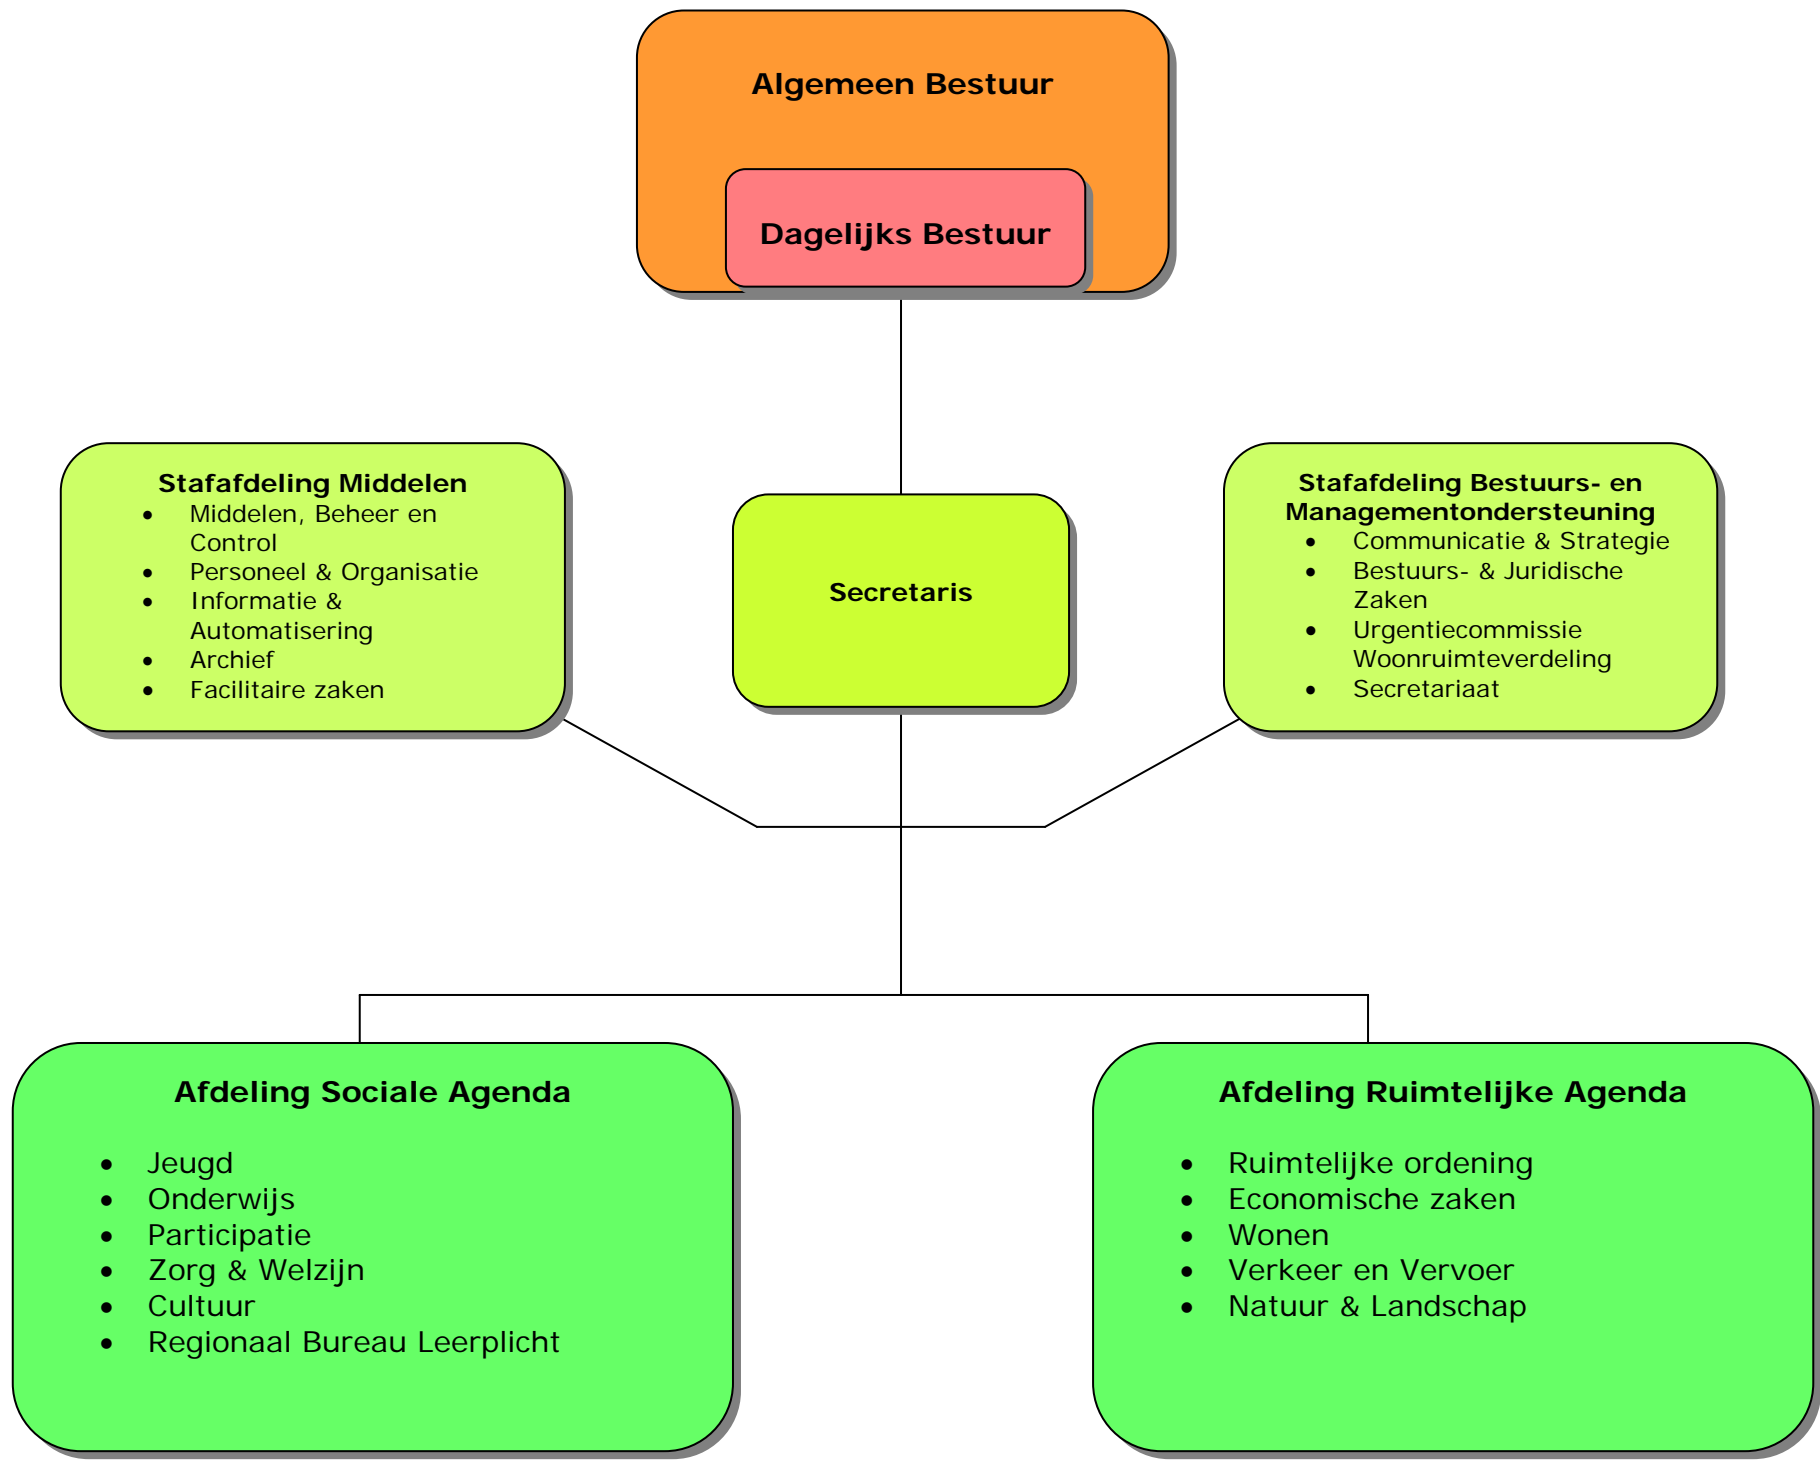 Algemeen Bestuur
Dagelijks Bestuur
Stafafdeling Middelen
• Middelen, Beheer en
Control
• Personeel & Organisatie
• Informatie &
Automatisering
• Archief
• Facilitaire zaken
Secretaris
Stafafdeling Bestuurs- en
Managementondersteuning
• Communicatie & Strategie
• Bestuurs- & Juridische
Zaken
• Urgentiecommissie
Woonruimteverdeling
• Secretariaat
Afdeling Sociale Agenda
• Jeugd
• Onderwijs
• Participatie
• Zorg & Welzijn
• Cultuur
• Regionaal Bureau Leerplicht
Afdeling Ruimtelijke Agenda
• Ruimtelijke ordening
• Economische zaken
• Wonen
• Verkeer en Vervoer
• Natuur & Landschap